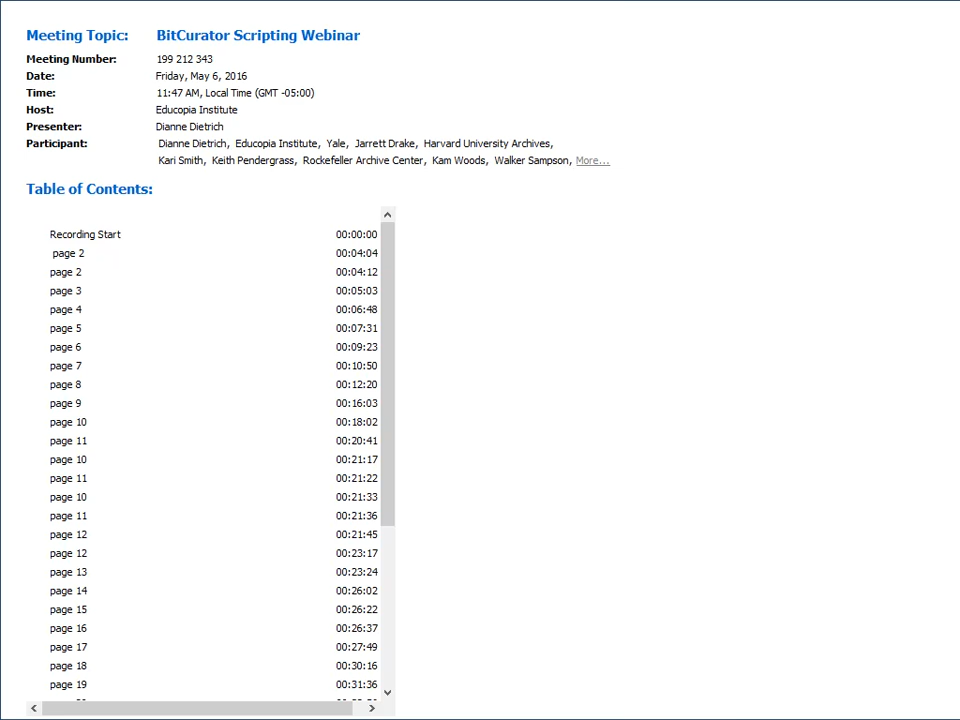 Meeting Topic: BitCurator Scripting Webinar
Meeting Number: 199 212 343
Date: Friday, May 6, 2016
Time: 11:47 AM, Local Time (GMT -05:00)
Host: Educopia Institute
Presenter: Dianne Dietrich
Participant: Dianne Dietrich, Educopia Institute, Yale, Jarrett Drake, Harvard University Archives,
Kari Smith, Keith Pendergrass, Rockefeller Archive Center, Kam Woods, Walker Sampson, More...
Table of Contents:
Recording Start 00:00:00
page 2 00:04:04
page 2 00:04:12
page 3 00:05:03
page 4 00:06:48
page 5 00:07:31
page 6 00:09:23
page 7 00:10:50
page 8 00:12:20
page 9 00:16:03
page 10 00:18:02
page 11 00:20:41
page 10 00:21:17
page 11 00:21:22
page 10 00:21:33
page 11 00:21:36
page 12 00:21:45
page 12 00:23:17
page 13 00:23:24
page 14 00:26:02
page 15 00:26:22
page 16 00:26:37
page 17 00:27:49
page 18 00:30:16
page 19 00:31:36